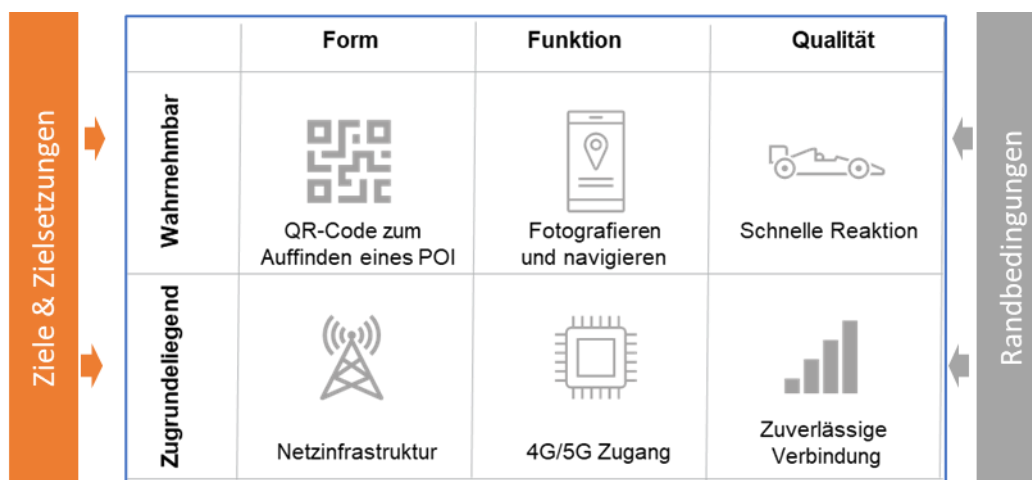 Ziele & Zielsetzungen
Form
Funktion
Qualität
Wahrnehmbar
QR-Code zum
Auffinden eines POI
Fotografieren
und navigieren
Schnelle Reaktion
Zugrundeliegend
Netzinfrastruktur
4G/5G Zugang
Zuverlässige
Verbindung
Randbedingungen